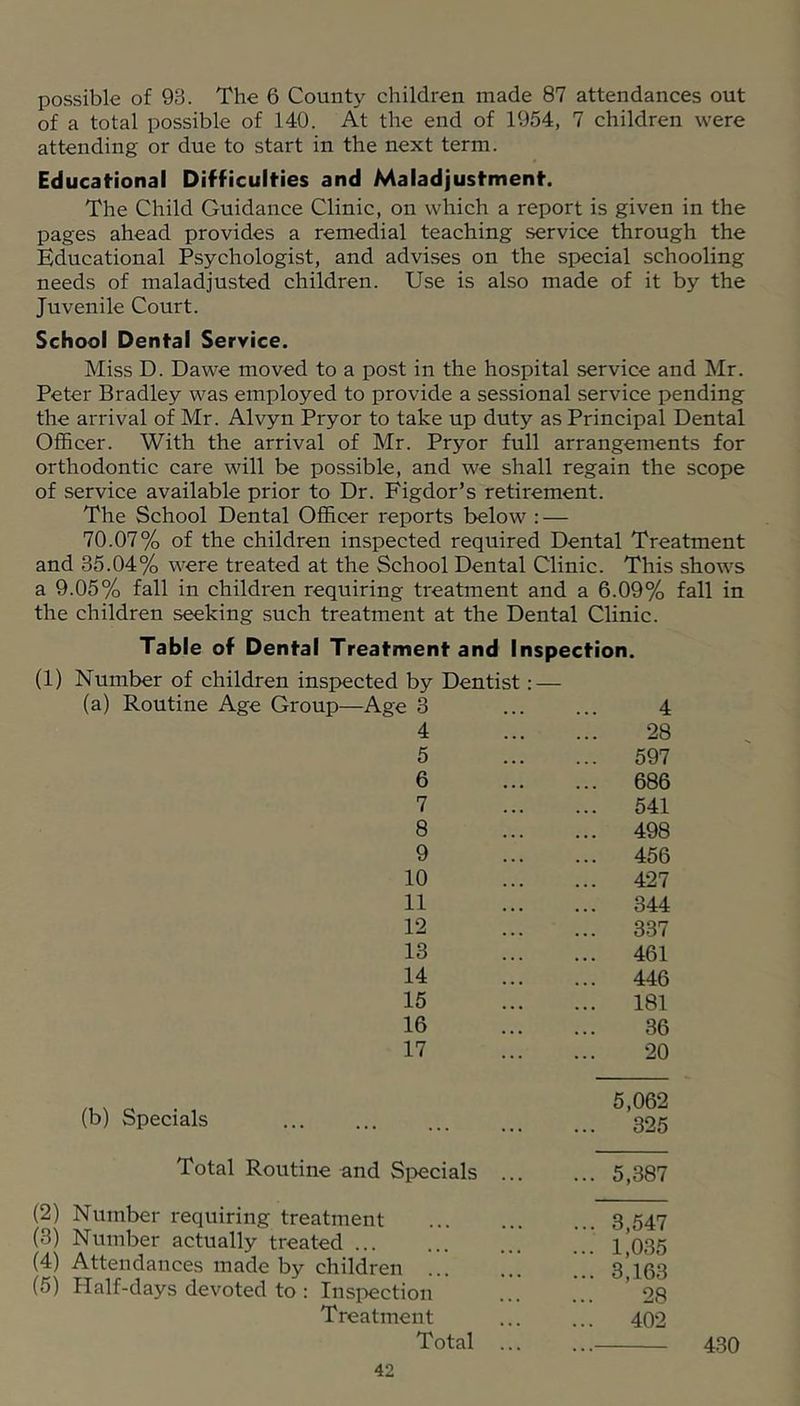 possible of 93. The 6 County children made 87 attendances out
of a total possible of 140. At the end of 1954, 7 children were
attending or due to start in the next term.
Educational Difficulties and Maladjustment.
The Child Guidance Clinic, on which a report is given in the
pages ahead provides a remedial teaching service through the
Educational Psychologist, and advises on the special schooling
needs of maladjusted children. Use is also made of it by the
Juvenile Court.
School Dental Service.
Miss D. Dawe moved to a post in the hospital service and Mr.
Peter Bradley was employed to provide a sessional service pending
the arrival of Mr. Alvyn Pryor to take up duty as Principal Dental
Officer. With the arrival of Mr. Pryor full arrangements for
orthodontic care will be possible, and we shall regain the scope
of service available prior to Dr. Figdor's retirement.
The School Dental Officer reports below :—
70.07% of the children inspected required Dental Treatment
and 35.04% were treated at the School Dental Clinic. This shows
a 9.05% fall in children requiring treatment and a 6.09% fall in
the children seeking such treatment at the Dental Clinic.
Table of Dental Treatment and Inspection.
(1) Number of children inspected by Dentist :—
(a) Routine Age Group—Age 3 ... ... 4
4 ... ... 28
5 ... ... 597
6 ... ... 686
7 ... ... 541
8 ... ... 498
9 ... ... 456
10 ... ... 427
11 ... ... 344
12 ... ... 337
13 ... ... 461
14 ... ... 446
15 ... ... 181
16 ... ... 36
17 ... ... 20
5,062
(b) Specials ... ... ... ... ... 325
Total Routine and Specials ... ... 5,387
(2) Number requiring treatment ... ... ... 3,547
(3) Number actually treated ... ... ... ... 1,035
(4) Attendances made by children ... ... ... 3,163
(5) Half-days devoted to : Inspection ... ... 28
Treatment ... ... 402
Total ... ... 430
42